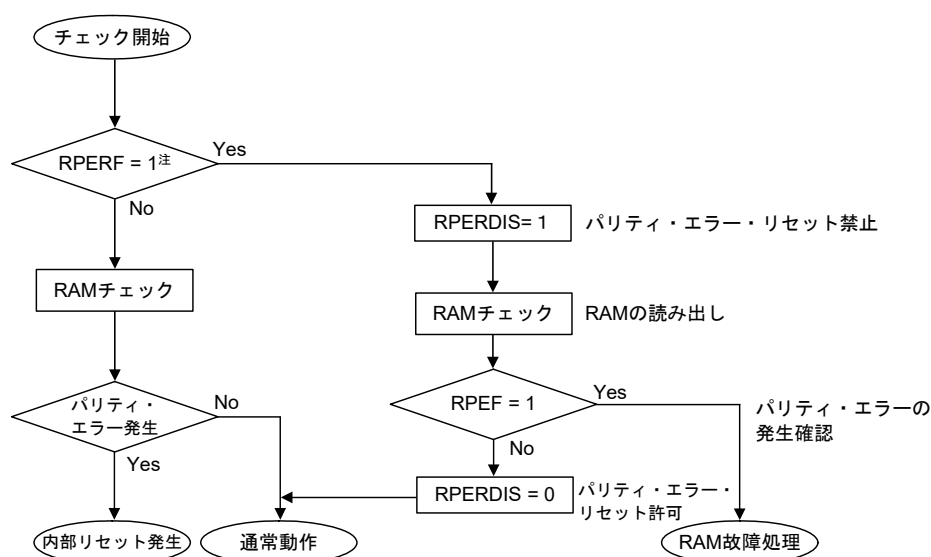 チェック開始
RPERF = 1注
Yes
No
RPERDIS= 1
パリティ・エラー・リセット禁止
RAMチェック
RAMチェック
RAMの読み出し
パリティ・
エラー発生
No
Yes
RPEF = 1
Yes
No
パリティ・エラーの
発生確認
RPERDIS = 0
パリティ・エラー・
リセット許可
内部リセット発生
通常動作
RAM故障処理